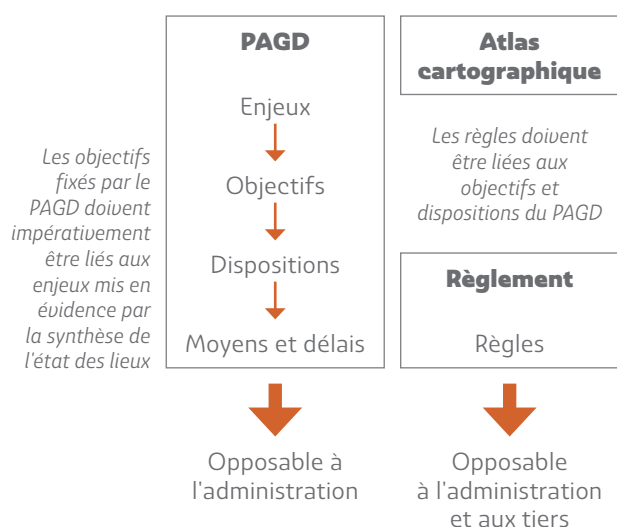 PAGD
Enjeux
Objectifs
Dispositions
Moyens et délais
Opposable à
l'administration
Les objectifs
fixés par le
PAGD doivent
impérativement
être liés aux
enjeux mis en
évidence par
la synthèse de
l'état des lieux
Atlas
cartographique
Les règles doivent
être liées aux
objectifs et
dispositions du PAGD
Règlement
Règles
Opposable
à l'administration
et aux tiers